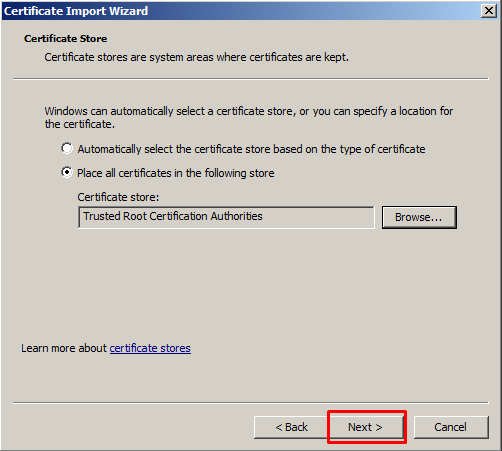 Certificate Import Wizard
Certificate Store
Certificate stores are system areas where certificates are kept.
Windows can automatically select a certificate store, or you can specify a location for
the certificate.
Automatically select the certificate store based on the type of certificate
Place all certificates in the following store
Certificate store:
Trusted Root Certification Authorities
Browse...
Learn more about certificate stores
< Back
Next >
Cancel